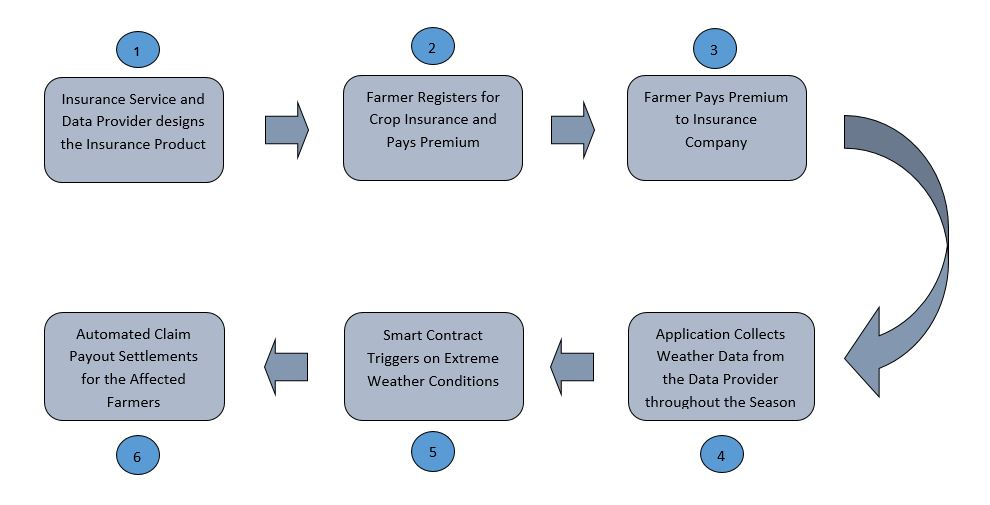 1
Insurance Service and
Data Provider designs
the Insurance Product
2
Farmer Registers for
Crop Insurance and
Pays Premium
3
Farmer Pays Premium
to Insurance
Company
Application Collects
Weather Data from
the Data Provider
throughout the Season
4
Smart Contract
Triggers on Extreme
Weather Conditions
5
Automated Claim
Payout Settlements
for the Affected
Farmers
6